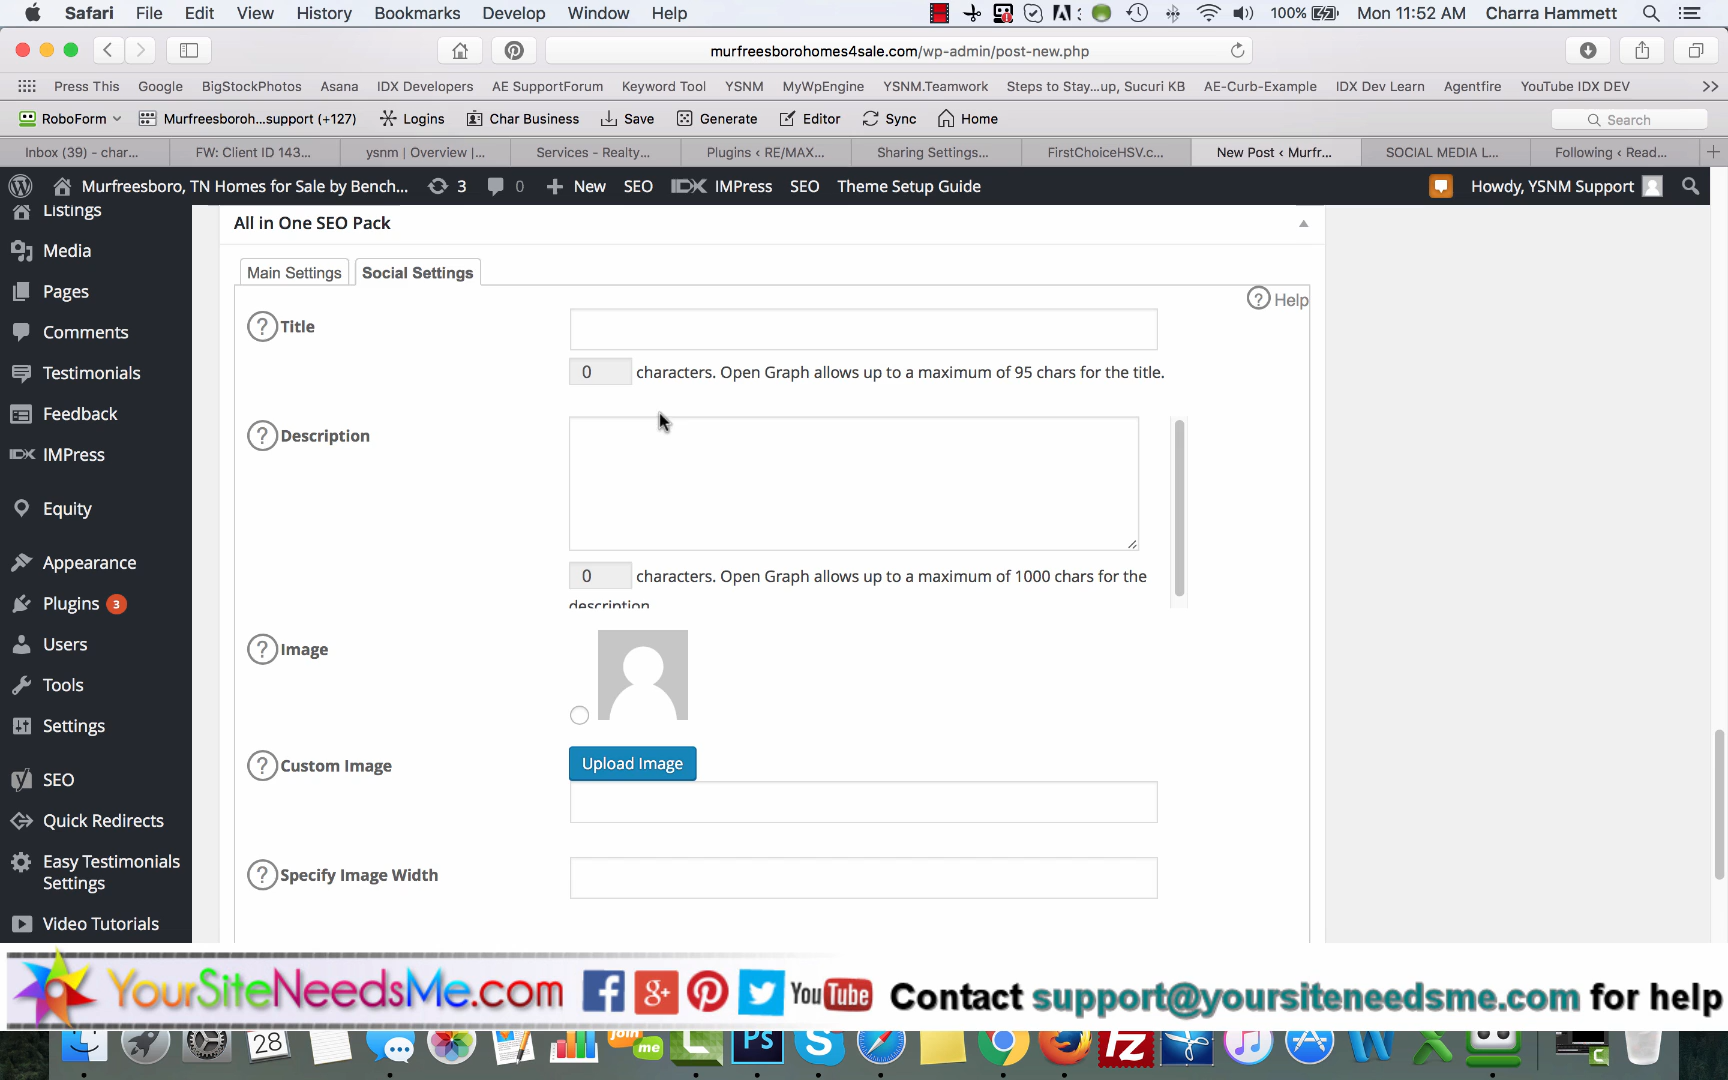 Safari File Edit View History Bookmarks Develop Window Help 100% Mon 11:52 AM Charra Hammett
murfreesborohomes4sale.com/wp-admin/post-new.php
Press This Google BigStockPhotos Asana IDX Developers AE SupportForum Keyword Tool YSNM MyWpEngine YSNM.Teamwork Steps to Stay...up, Sucuri KB AE-Curb-Example IDX Dev Learn Agentfire YouTube IDX DEV >>
RoboForm Murfreesboroh...support (+127) Logins Char Business Save Generate Editor Sync Home Search
Inbox (39) - char... FW: Client ID 143... ysnm | Overview |... Services - Realty... Plugins ‹ RE/MAX... Sharing Settings... FirstChoiceHSV.c... New Post ‹ Murfr... SOCIAL MEDIA L... Following ‹ Read...
Murfreesboro, TN Homes for Sale by Bench... 3 0 New SEO IDX IMPress SEO Theme Setup Guide Howdy, YSNM Support
Listings
Media
Pages
Comments
Testimonials
Feedback
IDX IMPress
Equity
Appearance
Plugins 3
Users
Tools
Settings
SEO
Quick Redirects
Easy Testimonials
Settings
Video Tutorials
All in One SEO Pack
Main Settings Social Settings
? Help
? Title
0 characters. Open Graph allows up to a maximum of 95 chars for the title.
? Description
0 characters. Open Graph allows up to a maximum of 1000 chars for the
description.
? Image
? Custom Image
Upload Image
? Specify Image Width
YourSiteNeedsMe.com f g+ You Tube Contact support@yoursiteneedsme.com for help
28 join me Ps S FZ W X C